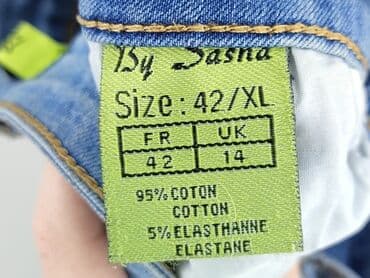 By Sasha
Size: 42/XL
FR UK
42 14
95% COTON
COTTON
5% ELASTHANNE
ELASTANE